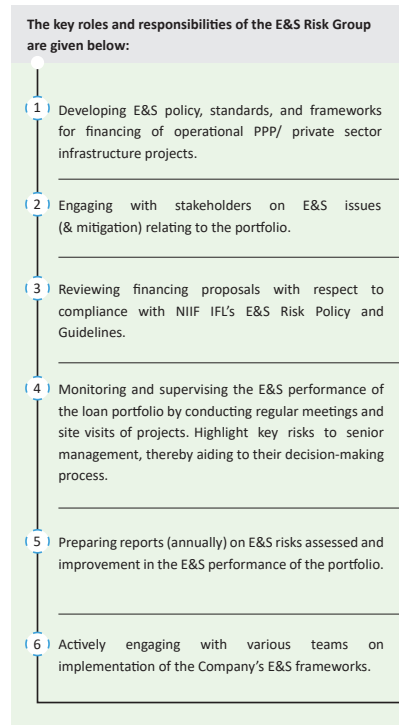 The key roles and responsibilities of the E&S Risk Group
are given below:
1 Developing E&S policy, standards, and frameworks
for financing of operational PPP/ private sector
infrastructure projects.
2 Engaging with stakeholders on E&S issues
(& mitigation) relating to the portfolio.
3 Reviewing financing proposals with respect to
compliance with NIIF IFL's E&S Risk Policy and
Guidelines.
4 Monitoring and supervising the E&S performance of
the loan portfolio by conducting regular meetings and
site visits of projects. Highlight key risks to senior
management, thereby aiding to their decision-making
process.
5 Preparing reports (annually) on E&S risks assessed and
improvement in the E&S performance of the portfolio.
6 Actively engaging with various teams on
implementation of the Company's E&S frameworks.